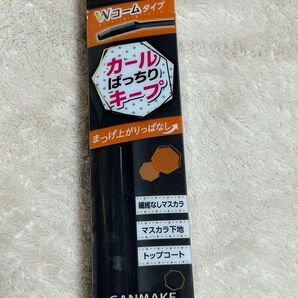 Wコームタイプ
カール
ぱっちり
キープ
まつげ上がりっぱなし
繊維なしマスカラ
マスカラ下地
トップコート
CANMAKE